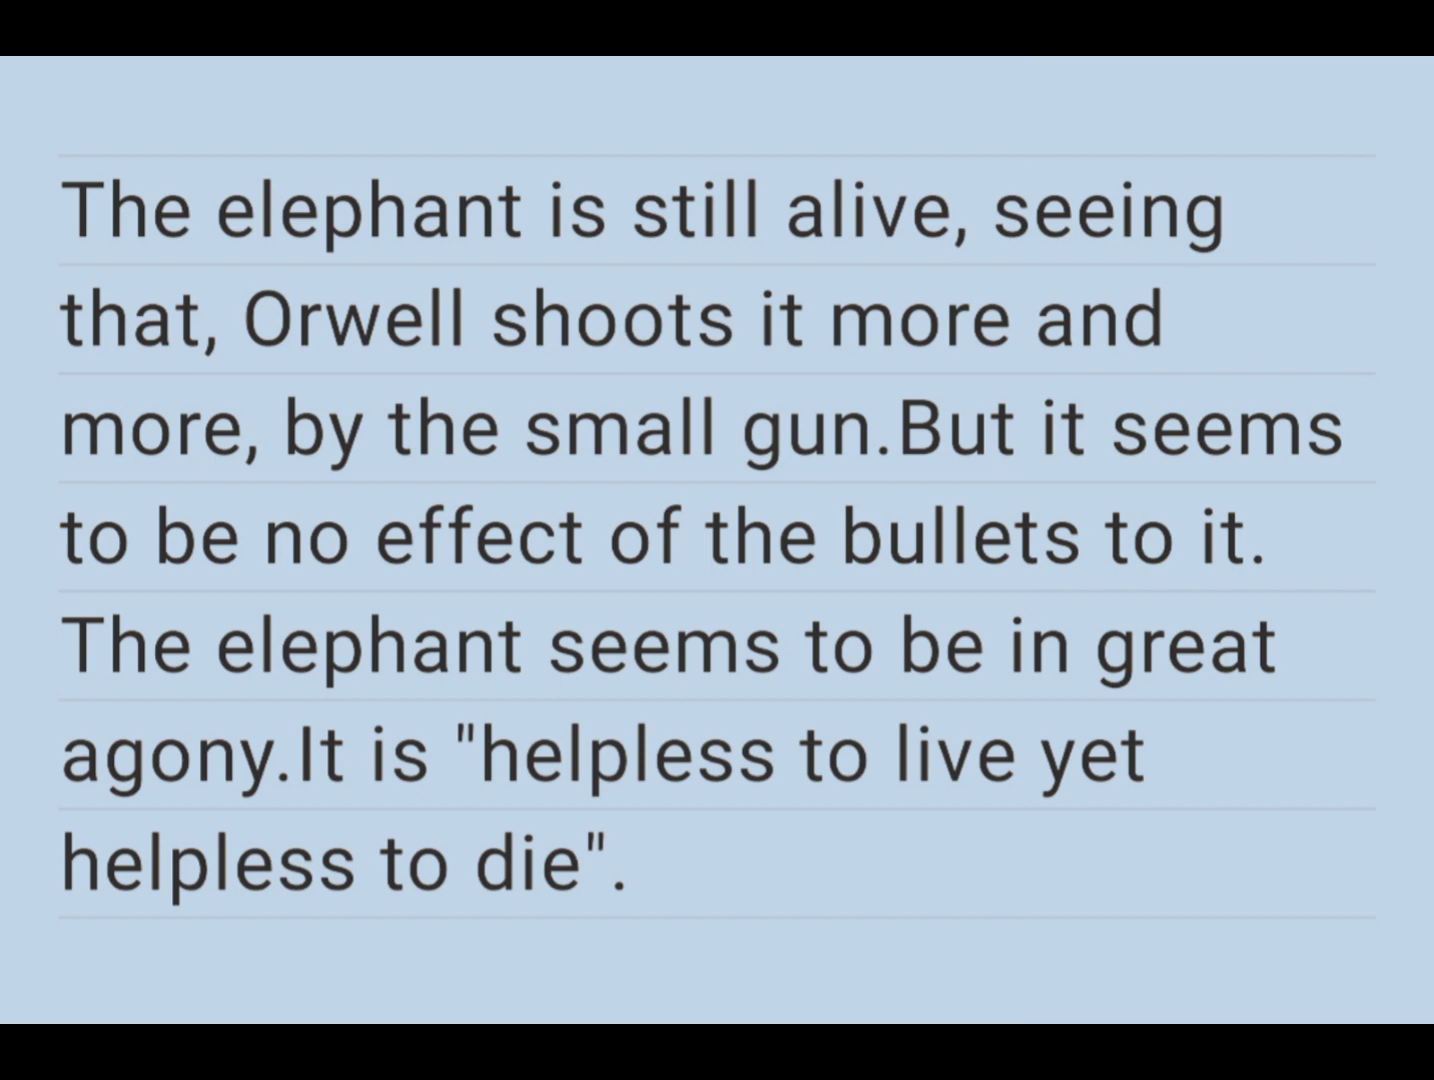 The elephant is still alive, seeing
that, Orwell shoots it more and
more, by the small gun.But it seems
to be no effect of the bullets to it.
The elephant seems to be in great
agony.It is "helpless to live yet
helpless to die".